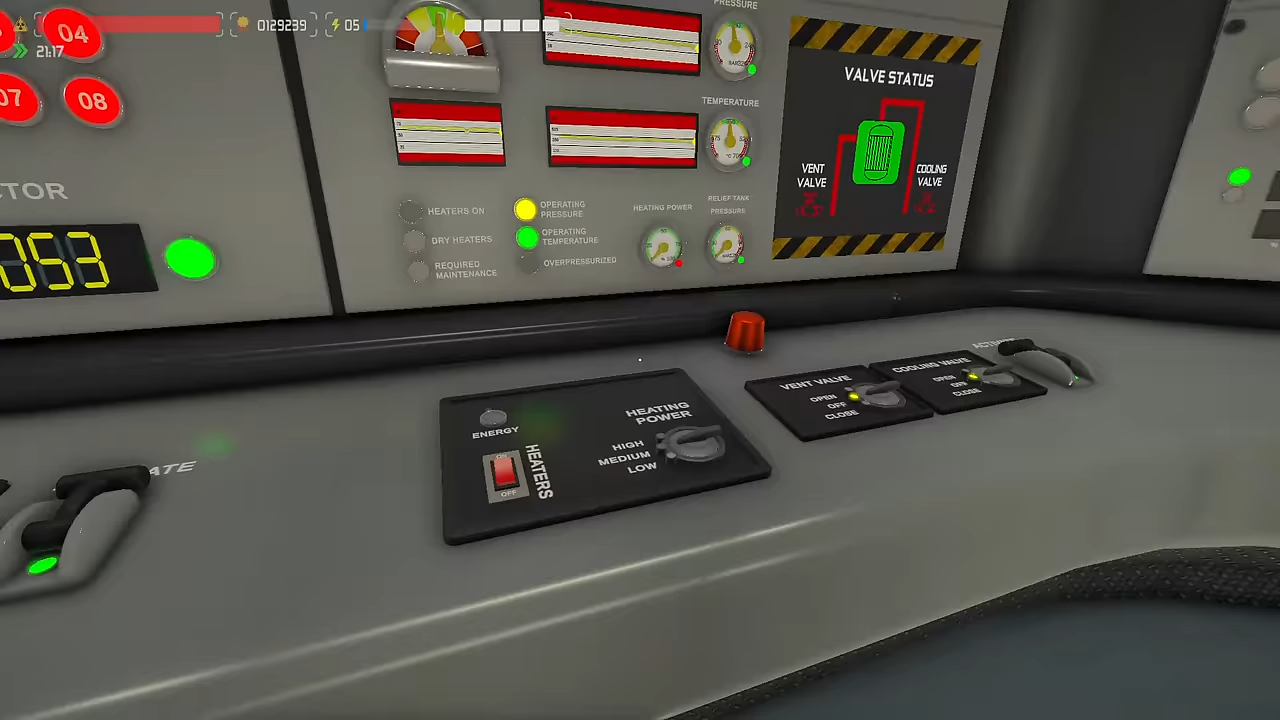 04
0129239
05
21:17
07
08
PRESSURE
TEMPERATURE
VALVE STATUS
VENT
VALVE
COOLING
VALVE
CTOR
053
HEATERS ON
DRY HEATERS
REQUIRED
MAINTENANCE
OPERATING
PRESSURE
OPERATING
TEMPERATURE
OVERPRESSURIZED
HEATING POWER
RELIEF TANK
PRESSURE
ATE
ENERGY
ON
OFF
HEATERS
HEATING
POWER
HIGH
MEDIUM
LOW
VENT VALVE
OPEN
OFF
CLOSE
COOLING VALVE
OPEN
OFF
CLOSE